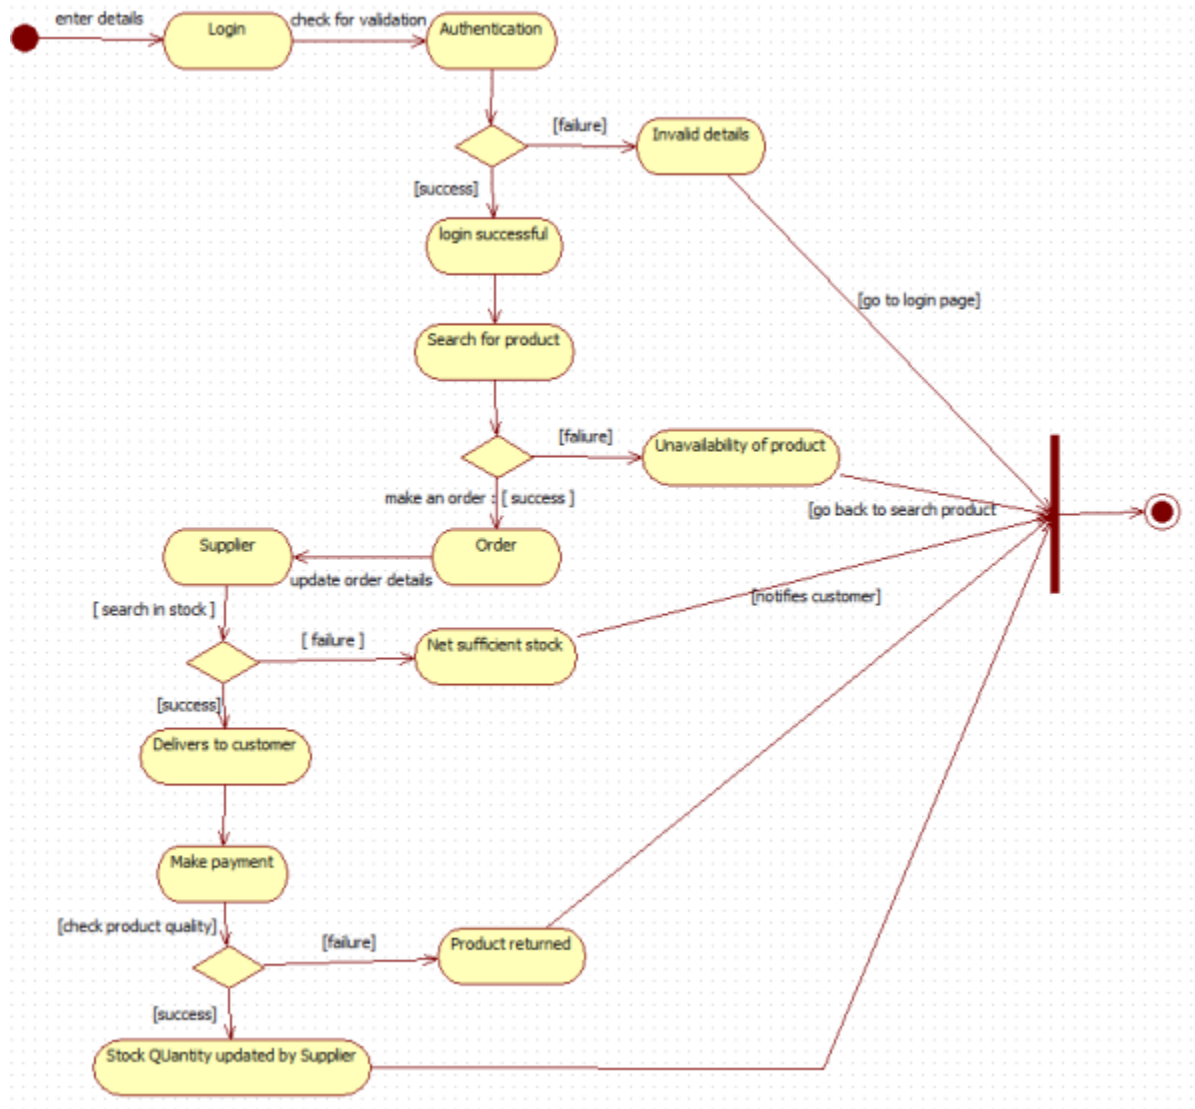 enter details
Login
check for validation
Authentication
[failure]
Invalid details
[success]
login successful
[go to login page]
Search for product
[faliure]
Unavailability of product
make an order : [ success ]
[go back to search product
Supplier
Order
update order details
[ search in stock ]
[notifies customer]
[ failure ]
Net sufficient stock
[success]
Delivers to customer
Make payment
[check product quality]
[failure]
Product returned
[success]
Stock QUantity updated by Supplier